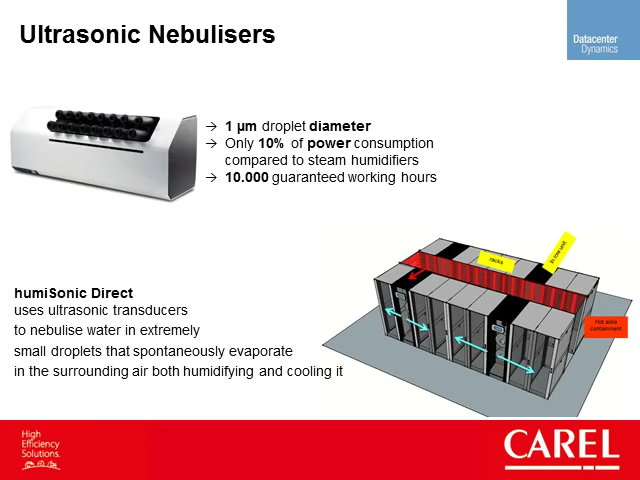 Ultrasonic Nebulisers
Datacenter
Dynamics
→ 1 µm droplet diameter
→ Only 10% of power consumption
compared to steam humidifiers
→ 10.000 guaranteed working hours
racks
In row unit
Hot aisle
containment
humiSonic Direct
uses ultrasonic transducers
to nebulise water in extremely
small droplets that spontaneously evaporate
in the surrounding air both humidifying and cooling it
High
Efficiency
Solutions.
CAREL